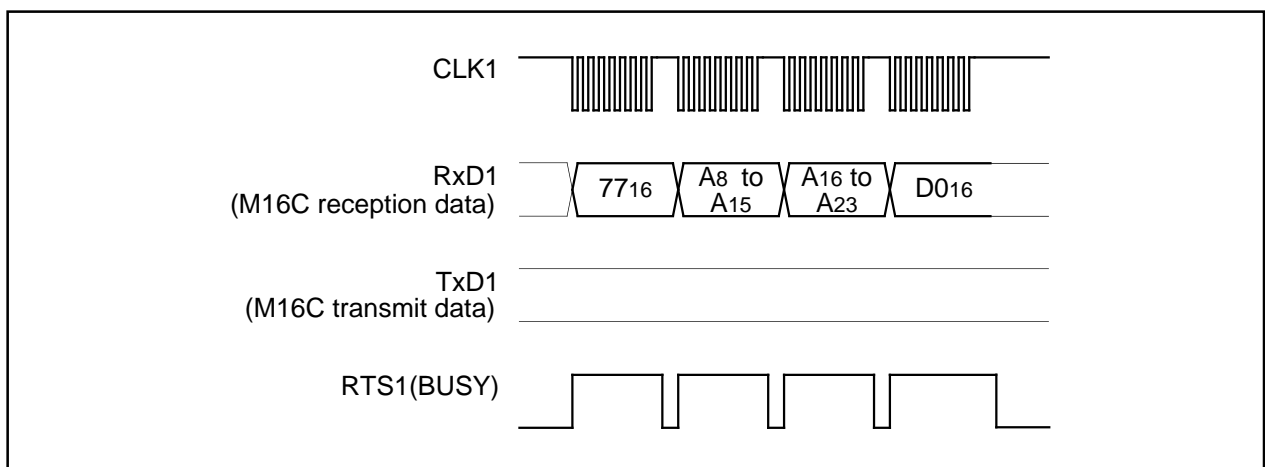 CLK1
RxD1
(M16C reception data)
7716
A8 to
A15
A16 to
A23
D016
TxD1
(M16C transmit data)
RTS1(BUSY)